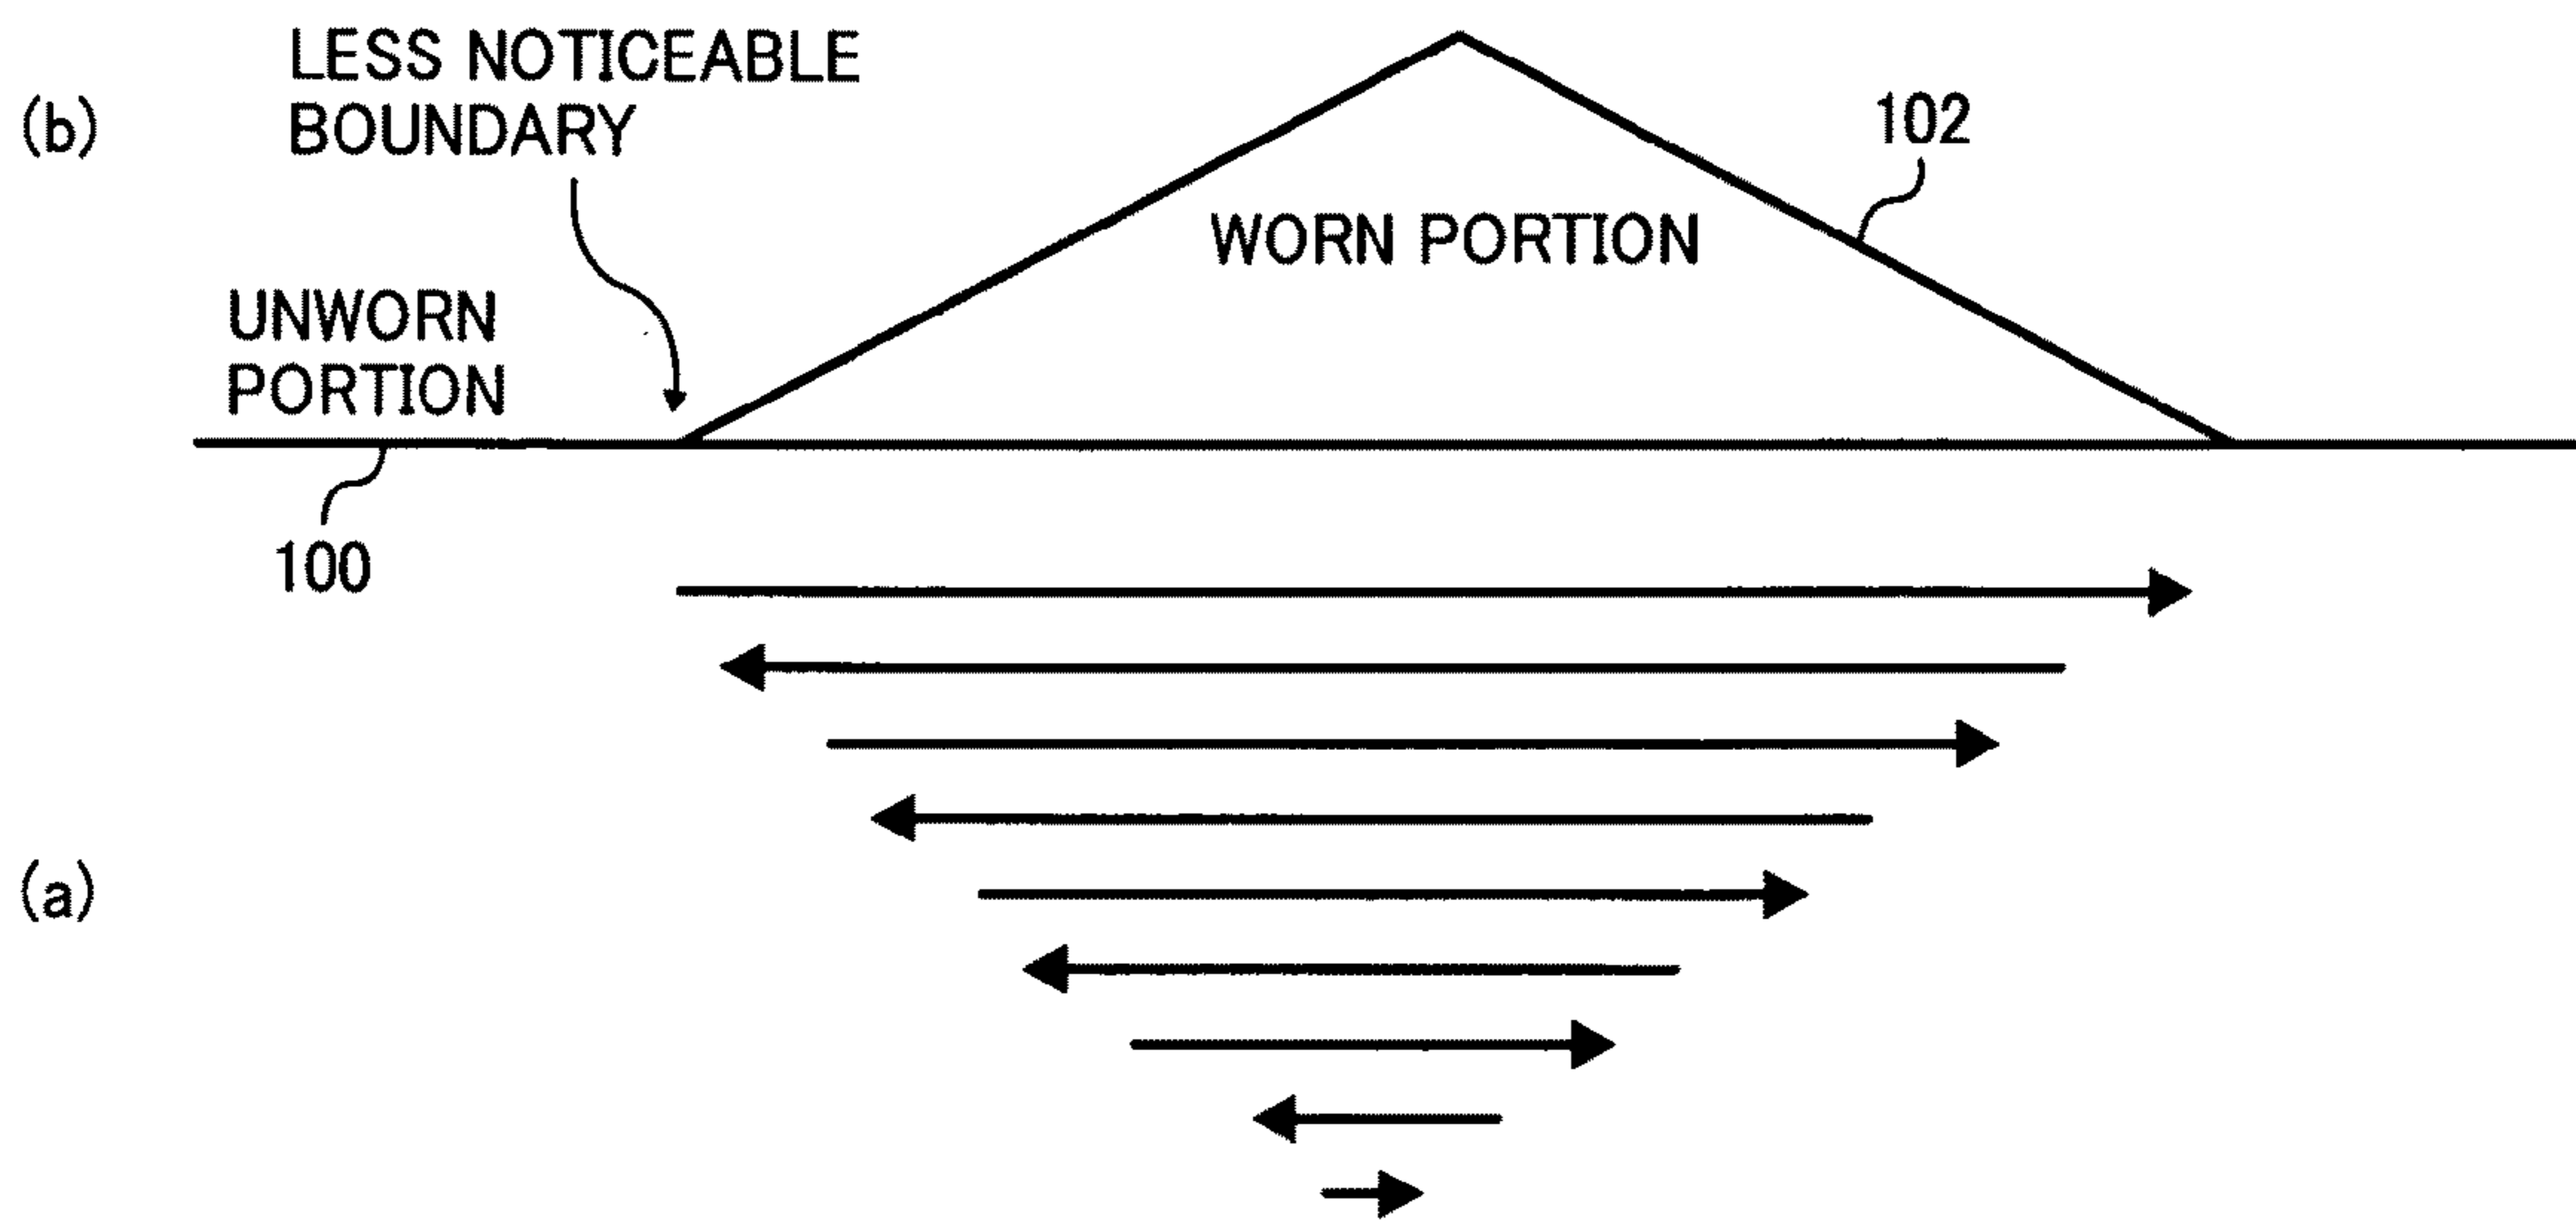 (b)
LESS NOTICEABLE
BOUNDARY
102
WORN PORTION
UNWORN
PORTION
100
(a)